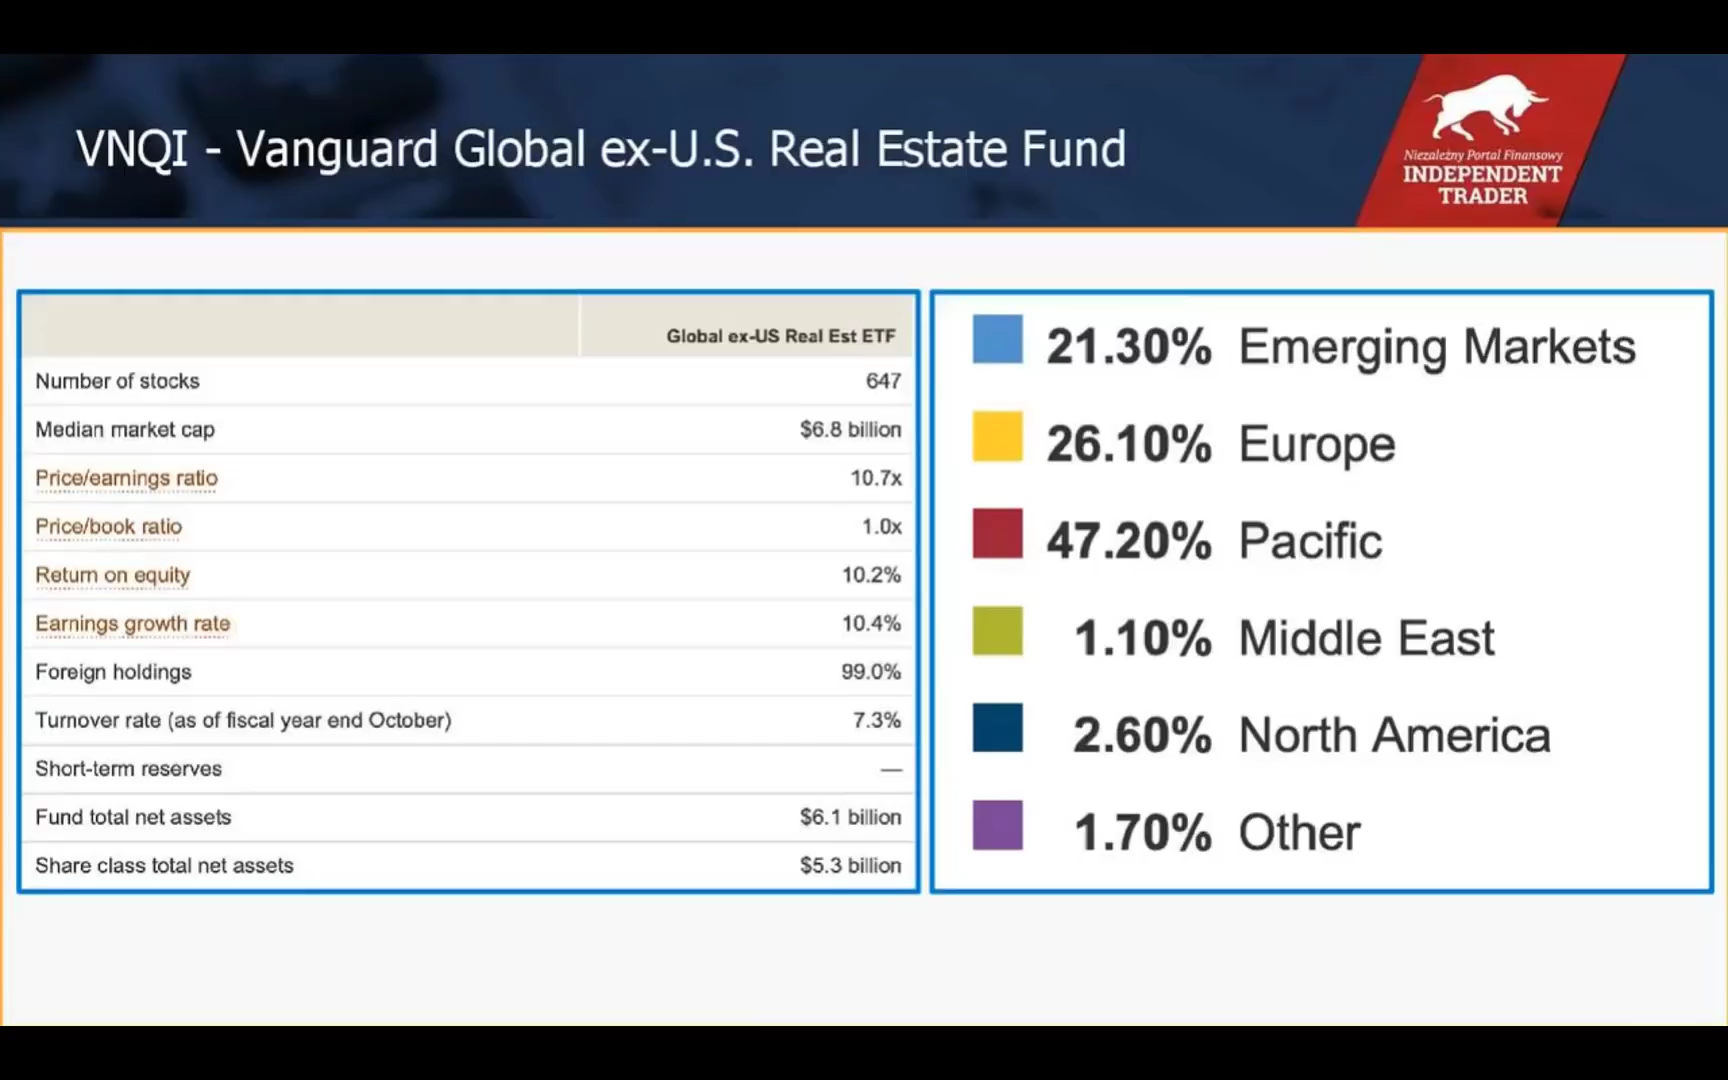 VNQI - Vanguard Global ex-U.S. Real Estate Fund
Niezależny Portal Finansowy
INDEPENDENT
TRADER
Global ex-US Real Est ETF
Number of stocks 647
Median market cap $6.8 billion
Price/earnings ratio 10.7x
Price/book ratio 1.0x
Return on equity 10.2%
Earnings growth rate 10.4%
Foreign holdings 99.0%
Turnover rate (as of fiscal year end October) 7.3%
Short-term reserves —
Fund total net assets $6.1 billion
Share class total net assets $5.3 billion
21.30% Emerging Markets
26.10% Europe
47.20% Pacific
1.10% Middle East
2.60% North America
1.70% Other